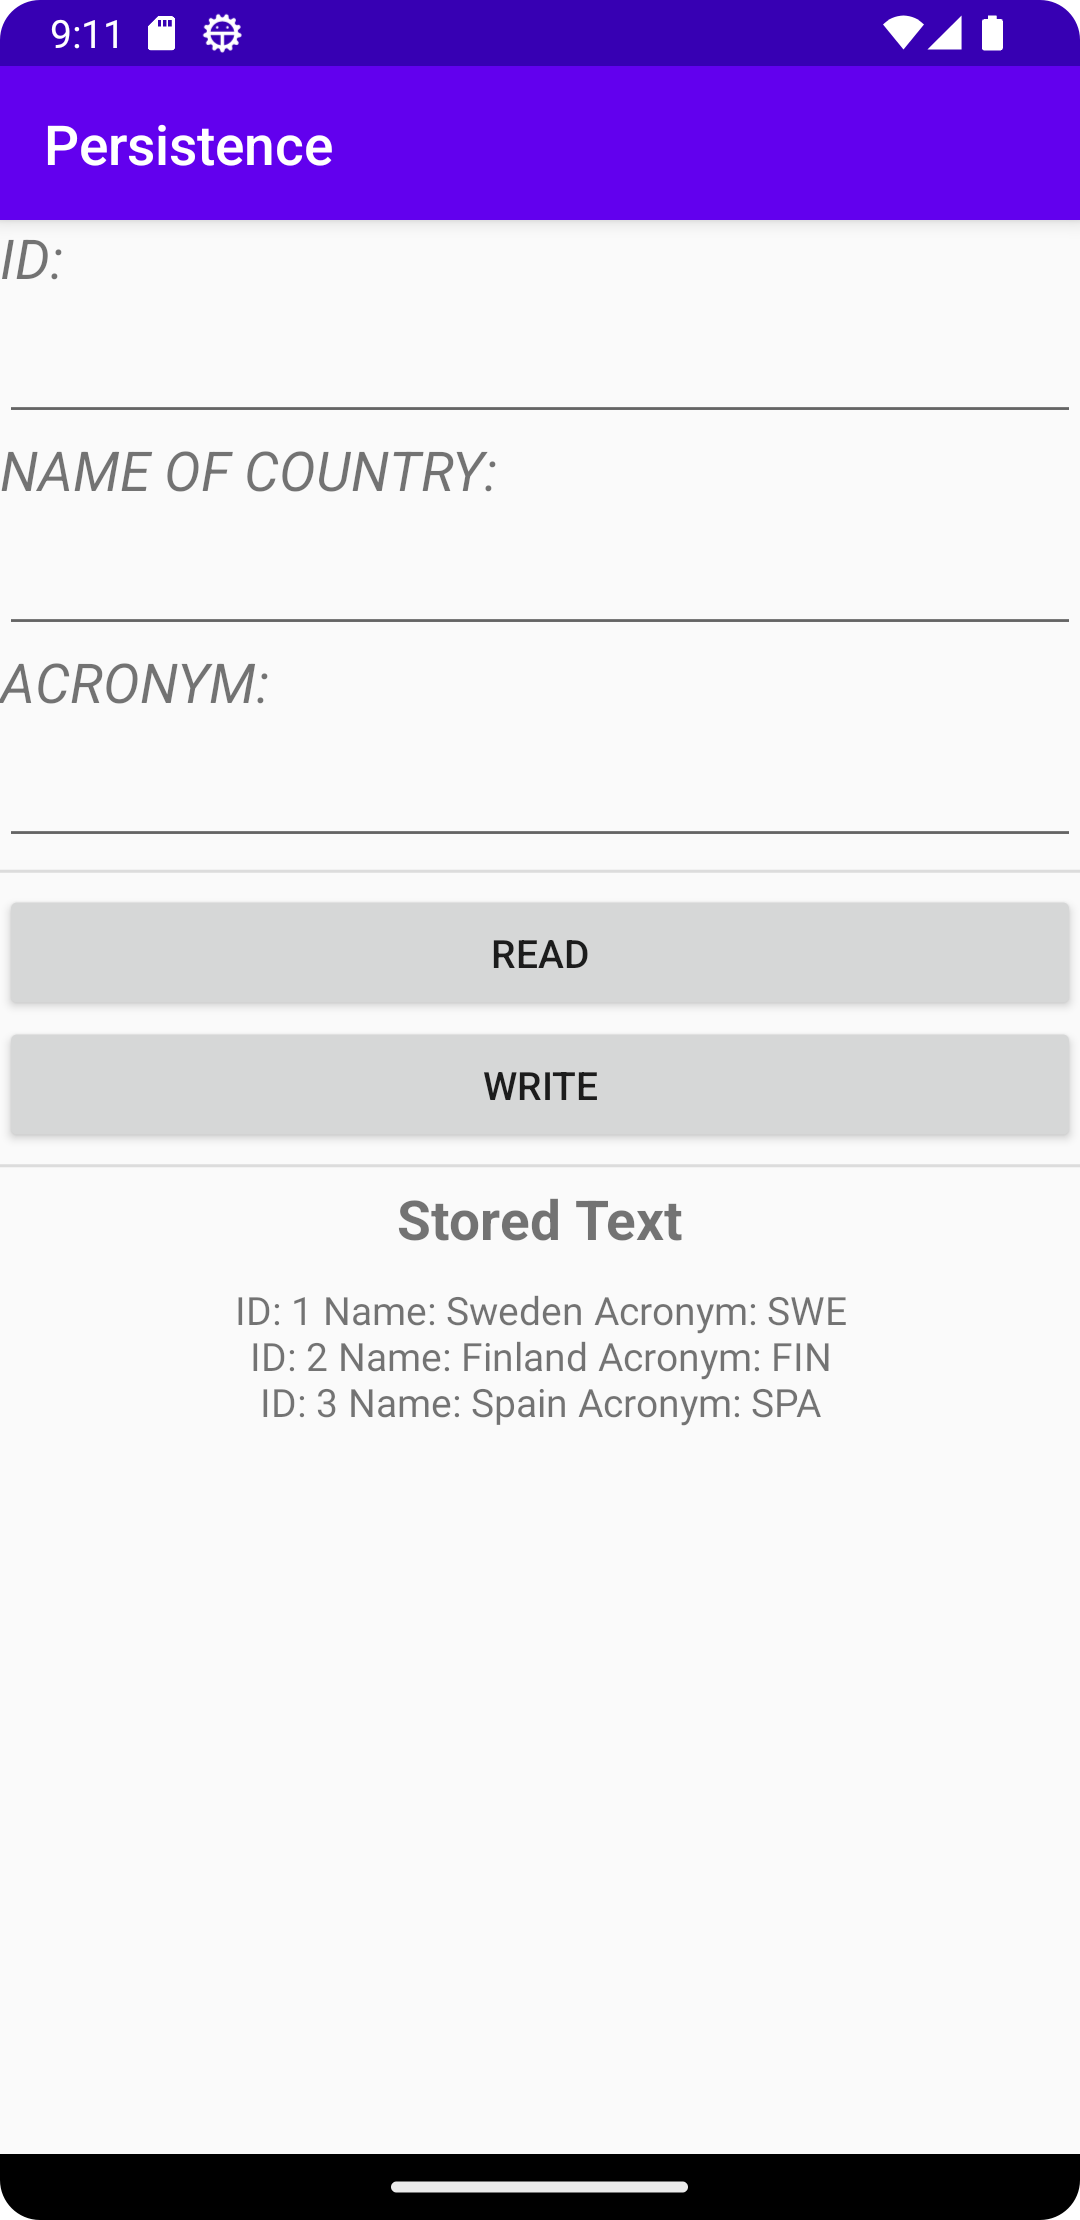 9:11
Persistence
ID:
NAME OF COUNTRY:
ACRONYM:
READ
WRITE
Stored Text
ID: 1 Name: Sweden Acronym: SWE
ID: 2 Name: Finland Acronym: FIN
ID: 3 Name: Spain Acronym: SPA